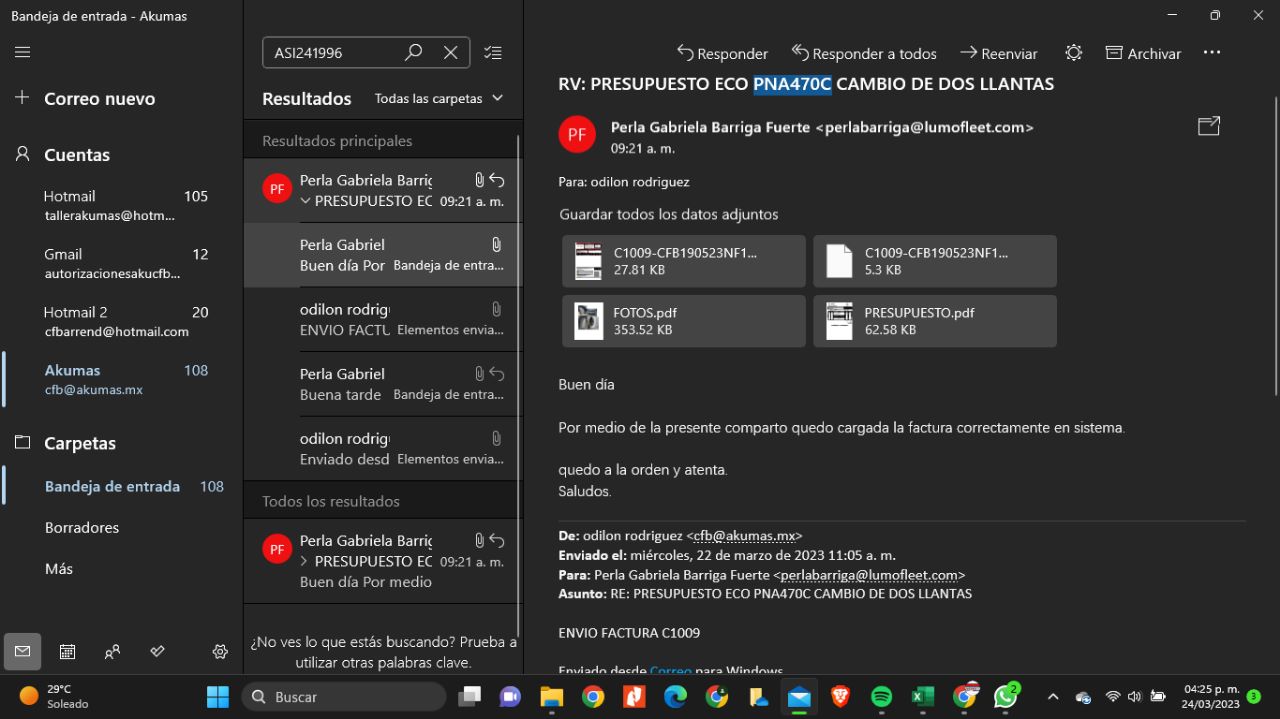 Bandeja de entrada - Akumas
Correo nuevo
Cuentas
Hotmail 105
tallerakumas@hotm...
Gmail 12
autorizacionesakucfb...
Hotmail 2 20
cfbarrend@hotmail.com
Akumas 108
cfb@akumas.mx
Carpetas
Bandeja de entrada 108
Borradores
Más
ASI241996
Resultados Todas las carpetas
Resultados principales
PF
Perla Gabriela Barrig
PRESUPUESTO EC 09:21 a. m.
Perla Gabriel
Buen día Por Bandeja de entra...
odilon rodrig
ENVIO FACTU Elementos envia...
Perla Gabriel
Buena tarde Bandeja de entra...
odilon rodrig
Enviado desd Elementos envia...
Todos los resultados
PF
Perla Gabriela Barrig
PRESUPUESTO EC 09:21 a. m.
Buen día Por medio
¿No ves lo que estás buscando? Prueba a
utilizar otras palabras clave.
Responder Responder a todos Reenviar Archivar
RV: PRESUPUESTO ECO PNA470C CAMBIO DE DOS LLANTAS
PF
Perla Gabriela Barriga Fuerte <perlabarriga@lumofleet.com>
09:21 a. m.
Para: odilon rodriguez
Guardar todos los datos adjuntos
C1009-CFB190523NF1...
27.81 KB
C1009-CFB190523NF1...
5.3 KB
FOTOS.pdf
353.52 KB
PRESUPUESTO.pdf
62.58 KB
Buen día
Por medio de la presente comparto quedo cargada la factura correctamente en sistema.
quedo a la orden y atenta.
Saludos.
De: odilon rodriguez <cfb@akumas.mx>
Enviado el: miércoles, 22 de marzo de 2023 11:05 a. m.
Para: Perla Gabriela Barriga Fuerte <perlabarriga@lumofleet.com>
Asunto: RE: PRESUPUESTO ECO PNA470C CAMBIO DE DOS LLANTAS
ENVIO FACTURA C1009
Enviado desde Correo para Windows
29°C
Soleado
Buscar
2
04:25 p. m.
24/03/2023
3